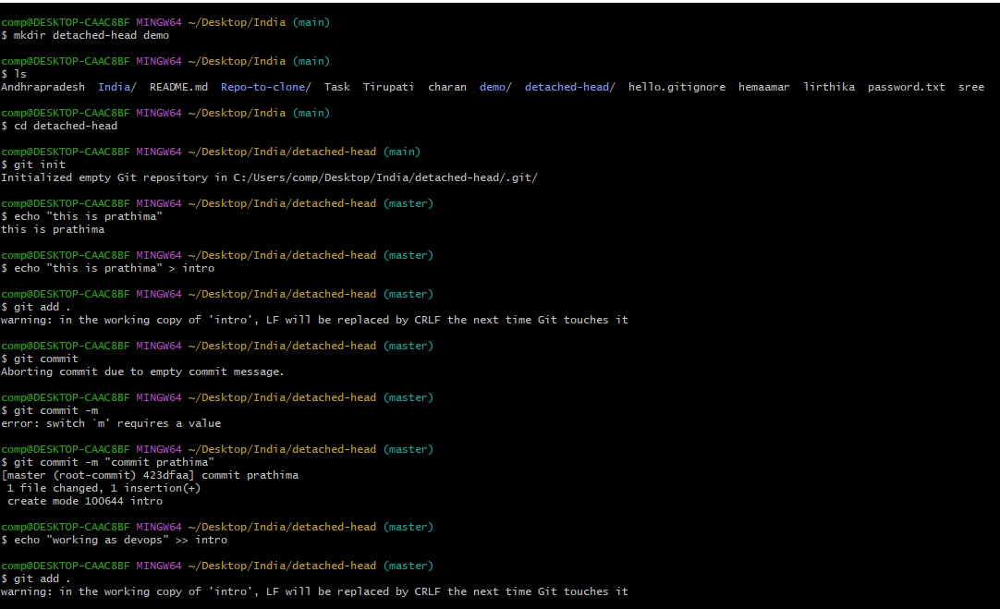 comp@DESKTOP-CAAC8BF MINGW64 ~/Desktop/India (main)
$ mkdir detached-head demo
comp@DESKTOP-CAAC8BF MINGW64 ~/Desktop/India (main)
$ ls
Andhrapradesh  India/  README.md  Repo-to-clone/  Task  Tirupati  charan  demo/  detached-head/  hello.gitignore  hemaamar  lirthika  password.txt  sree
comp@DESKTOP-CAAC8BF MINGW64 ~/Desktop/India (main)
$ cd detached-head
comp@DESKTOP-CAAC8BF MINGW64 ~/Desktop/India/detached-head (main)
$ git init
Initialized empty Git repository in C:/Users/comp/Desktop/India/detached-head/.git/
comp@DESKTOP-CAAC8BF MINGW64 ~/Desktop/India/detached-head (master)
$ echo "this is prathima"
this is prathima
comp@DESKTOP-CAAC8BF MINGW64 ~/Desktop/India/detached-head (master)
$ echo "this is prathima" > intro
comp@DESKTOP-CAAC8BF MINGW64 ~/Desktop/India/detached-head (master)
$ git add .
warning: in the working copy of 'intro', LF will be replaced by CRLF the next time Git touches it
comp@DESKTOP-CAAC8BF MINGW64 ~/Desktop/India/detached-head (master)
$ git commit
Aborting commit due to empty commit message.
comp@DESKTOP-CAAC8BF MINGW64 ~/Desktop/India/detached-head (master)
$ git commit -m
error: switch `m' requires a value
comp@DESKTOP-CAAC8BF MINGW64 ~/Desktop/India/detached-head (master)
$ git commit -m "commit prathima"
[master (root-commit) 423dfaa] commit prathima
 1 file changed, 1 insertion(+)
 create mode 100644 intro
comp@DESKTOP-CAAC8BF MINGW64 ~/Desktop/India/detached-head (master)
$ echo "working as devops" >> intro
comp@DESKTOP-CAAC8BF MINGW64 ~/Desktop/India/detached-head (master)
$ git add .
warning: in the working copy of 'intro', LF will be replaced by CRLF the next time Git touches it